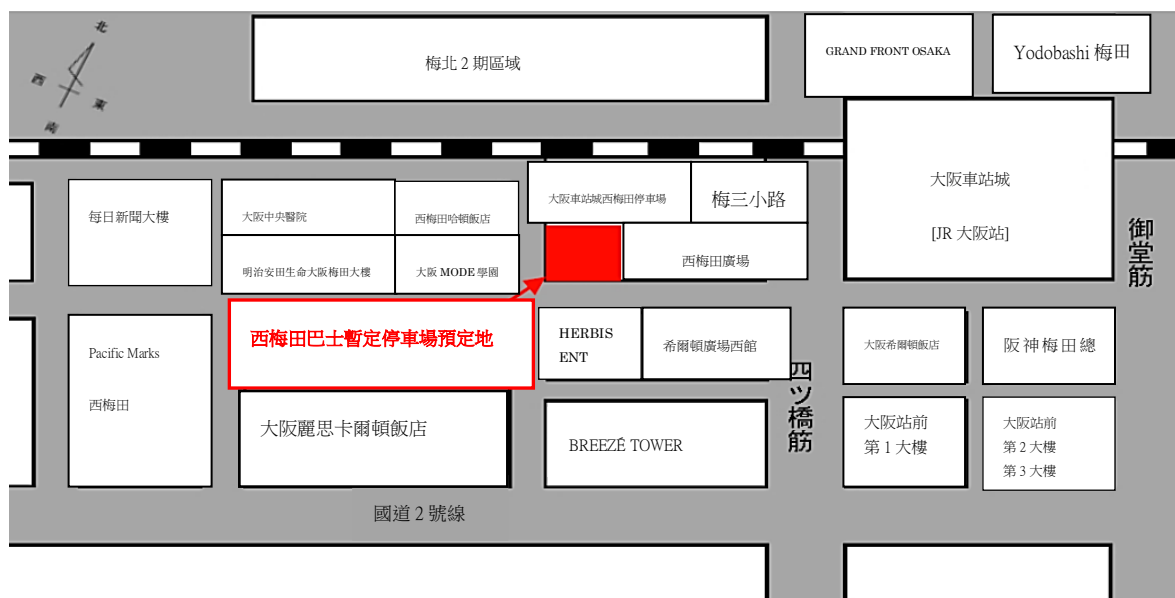 北
西
東
南
梅北 2 期區域
GRAND FRONT OSAKA
Yodobashi 梅田
每日新聞大樓
大阪中央醫院
西梅田哈頓飯店
大阪車站城西梅田停車場
梅三小路
大阪車站城
[JR 大阪站]
御堂筋
明治安田生命大阪梅田大樓
大阪 MODE 學園
西梅田廣場
西梅田巴士暫定停車場預定地
HERBIS
ENT
希爾頓廣場西館
大阪希爾頓飯店
阪神梅田總
Pacific Marks
西梅田
四ツ橋筋
大阪麗思卡爾頓飯店
BREEZÉ TOWER
大阪站前
第 1 大樓
大阪站前
第 2 大樓
第 3 大樓
國道 2 號線